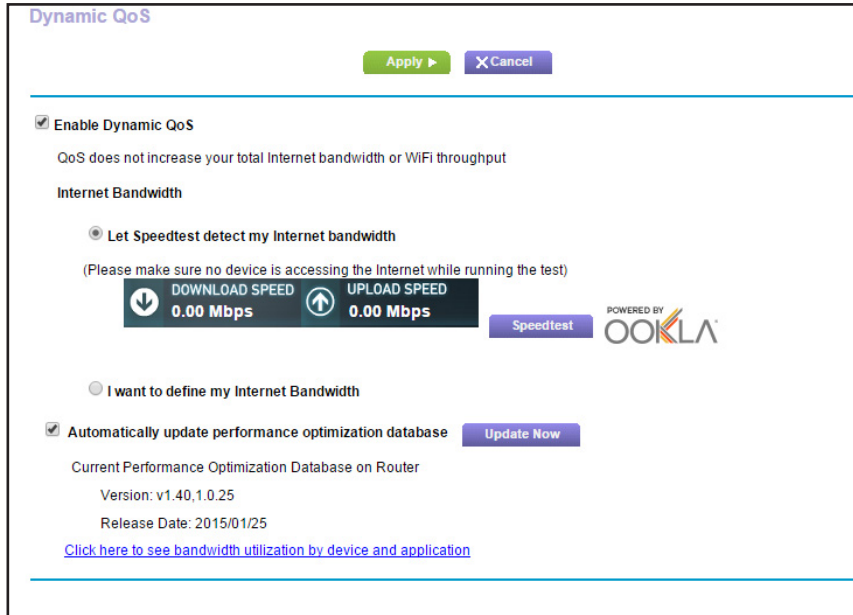 Dynamic QoS
Apply
Cancel
Enable Dynamic QoS
QoS does not increase your total Internet bandwidth or WiFi throughput
Internet Bandwidth
Let Speedtest detect my Internet bandwidth
(Please make sure no device is accessing the Internet while running the test)
DOWNLOAD SPEED
0.00 Mbps
UPLOAD SPEED
0.00 Mbps
Speedtest
POWERED BY
OOKLA
I want to define my Internet Bandwidth
Automatically update performance optimization database
Update Now
Current Performance Optimization Database on Router
Version: v1.40,1.0.25
Release Date: 2015/01/25
Click here to see bandwidth utilization by device and application